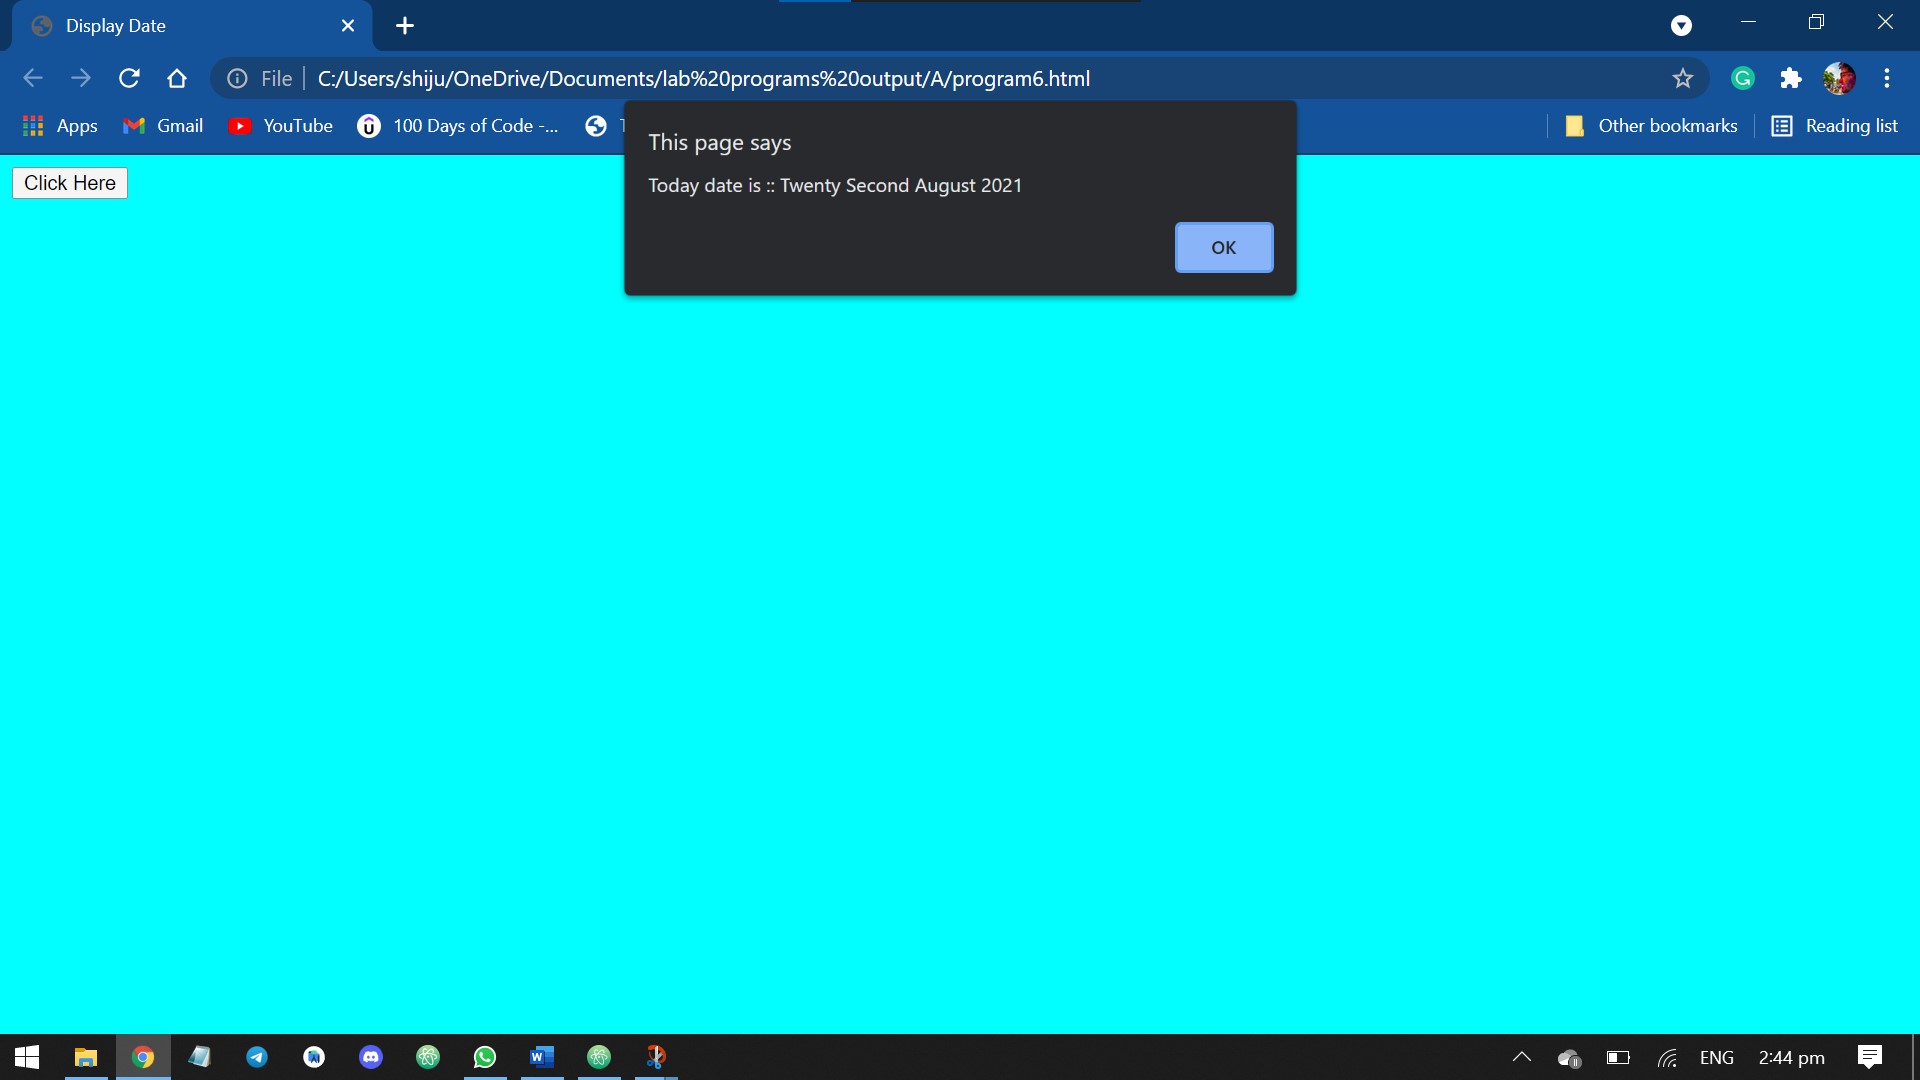 Display Date
File
C:/Users/shiju/OneDrive/Documents/lab%20programs%20output/A/program6.html
Apps
Gmail
YouTube
100 Days of Code -...
Other bookmarks
Reading list
This page says
Today date is :: Twenty Second August 2021
OK
Click Here
ENG
2:44 pm